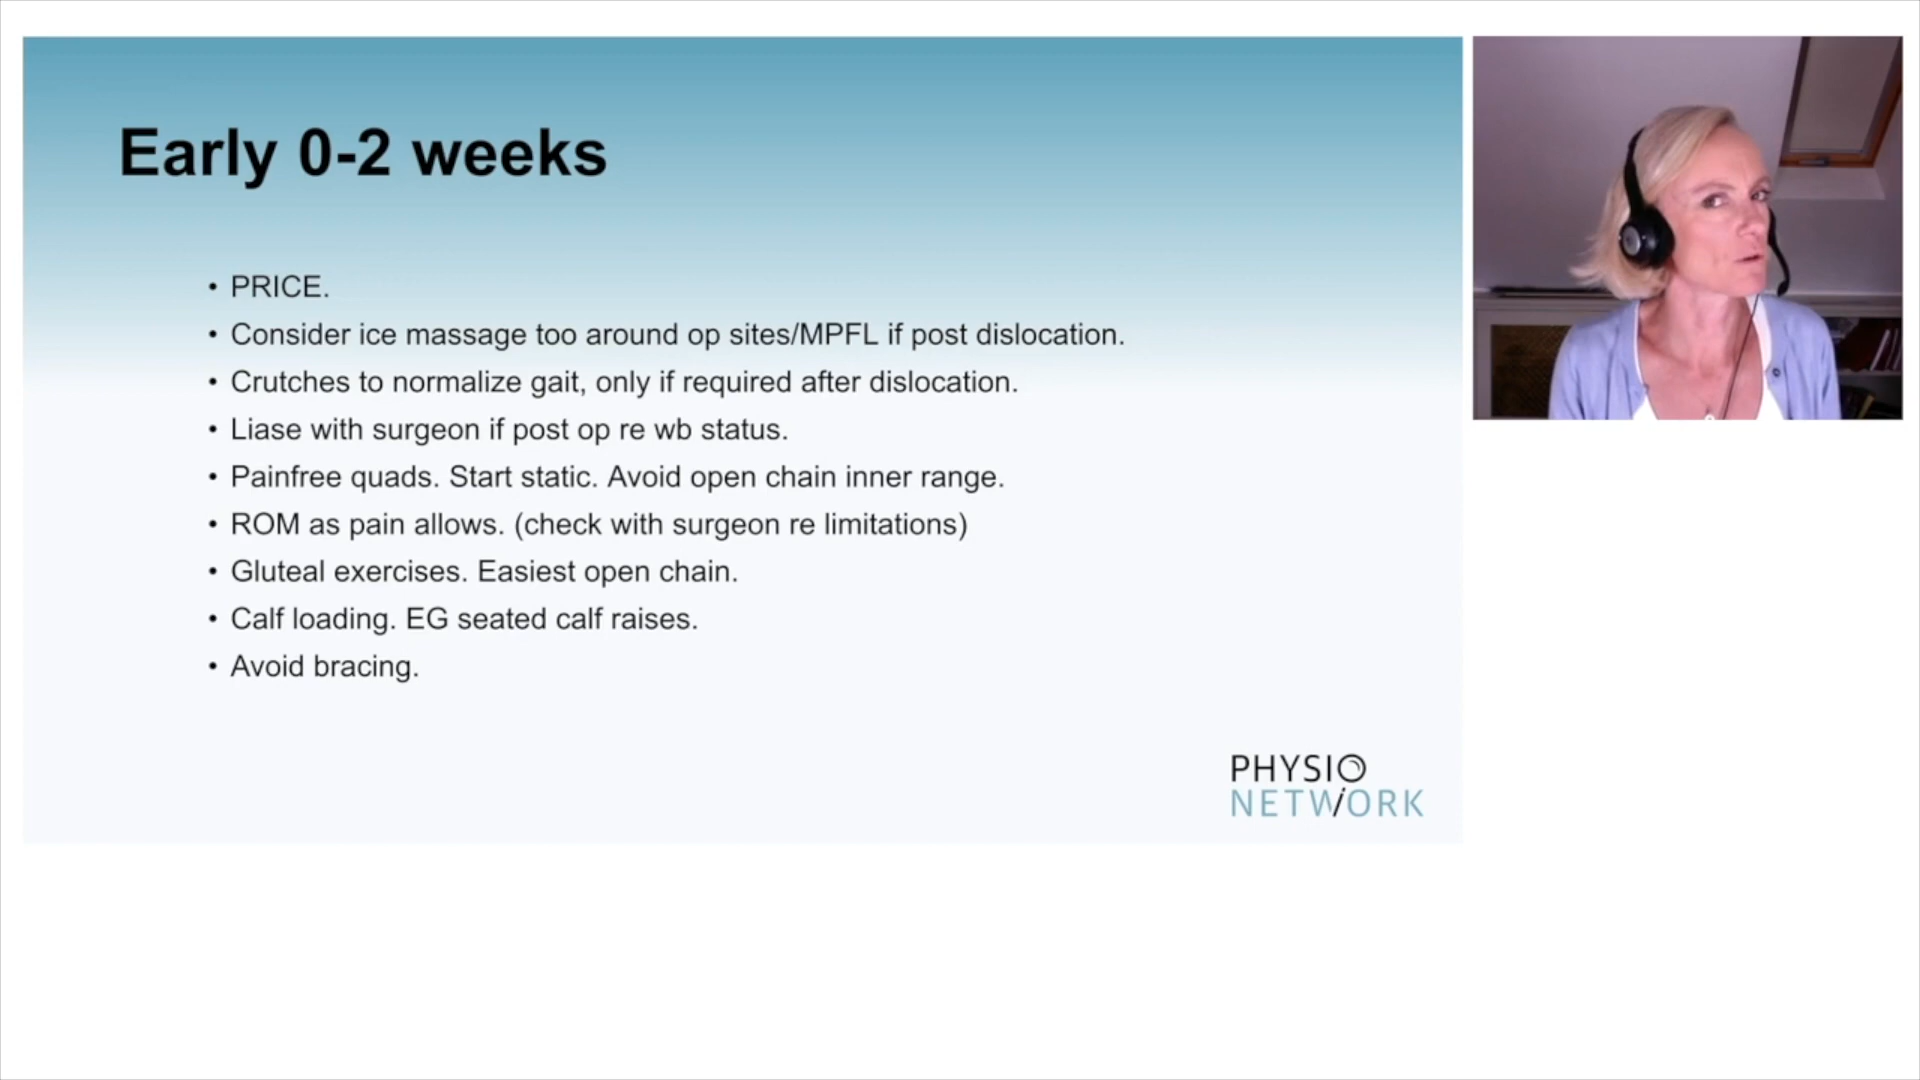 Early 0-2 weeks
• PRICE.
• Consider ice massage too around op sites/MPFL if post dislocation.
• Crutches to normalize gait, only if required after dislocation.
• Liase with surgeon if post op re wb status.
• Painfree quads. Start static. Avoid open chain inner range.
• ROM as pain allows. (check with surgeon re limitations)
• Gluteal exercises. Easiest open chain.
• Calf loading. EG seated calf raises.
• Avoid bracing.
PHYSIO
NETWORK